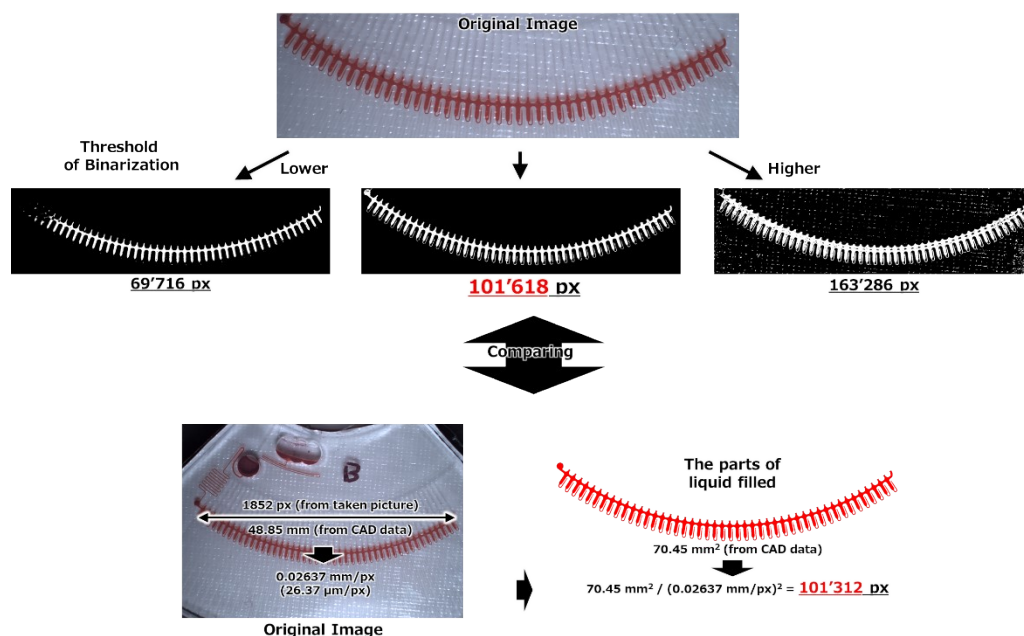 Original Image
Threshold
of Binarization
Lower
Higher
69’716 px
101’618 px
163’286 px
Comparing
B
1852 px (from taken picture)
48.85 mm (from CAD data)
0.02637 mm/px
(26.37 μm/px)
Original Image
The parts of
liquid filled
70.45 mm² (from CAD data)
70.45 mm² / (0.02637 mm/px)² = 101’312 px